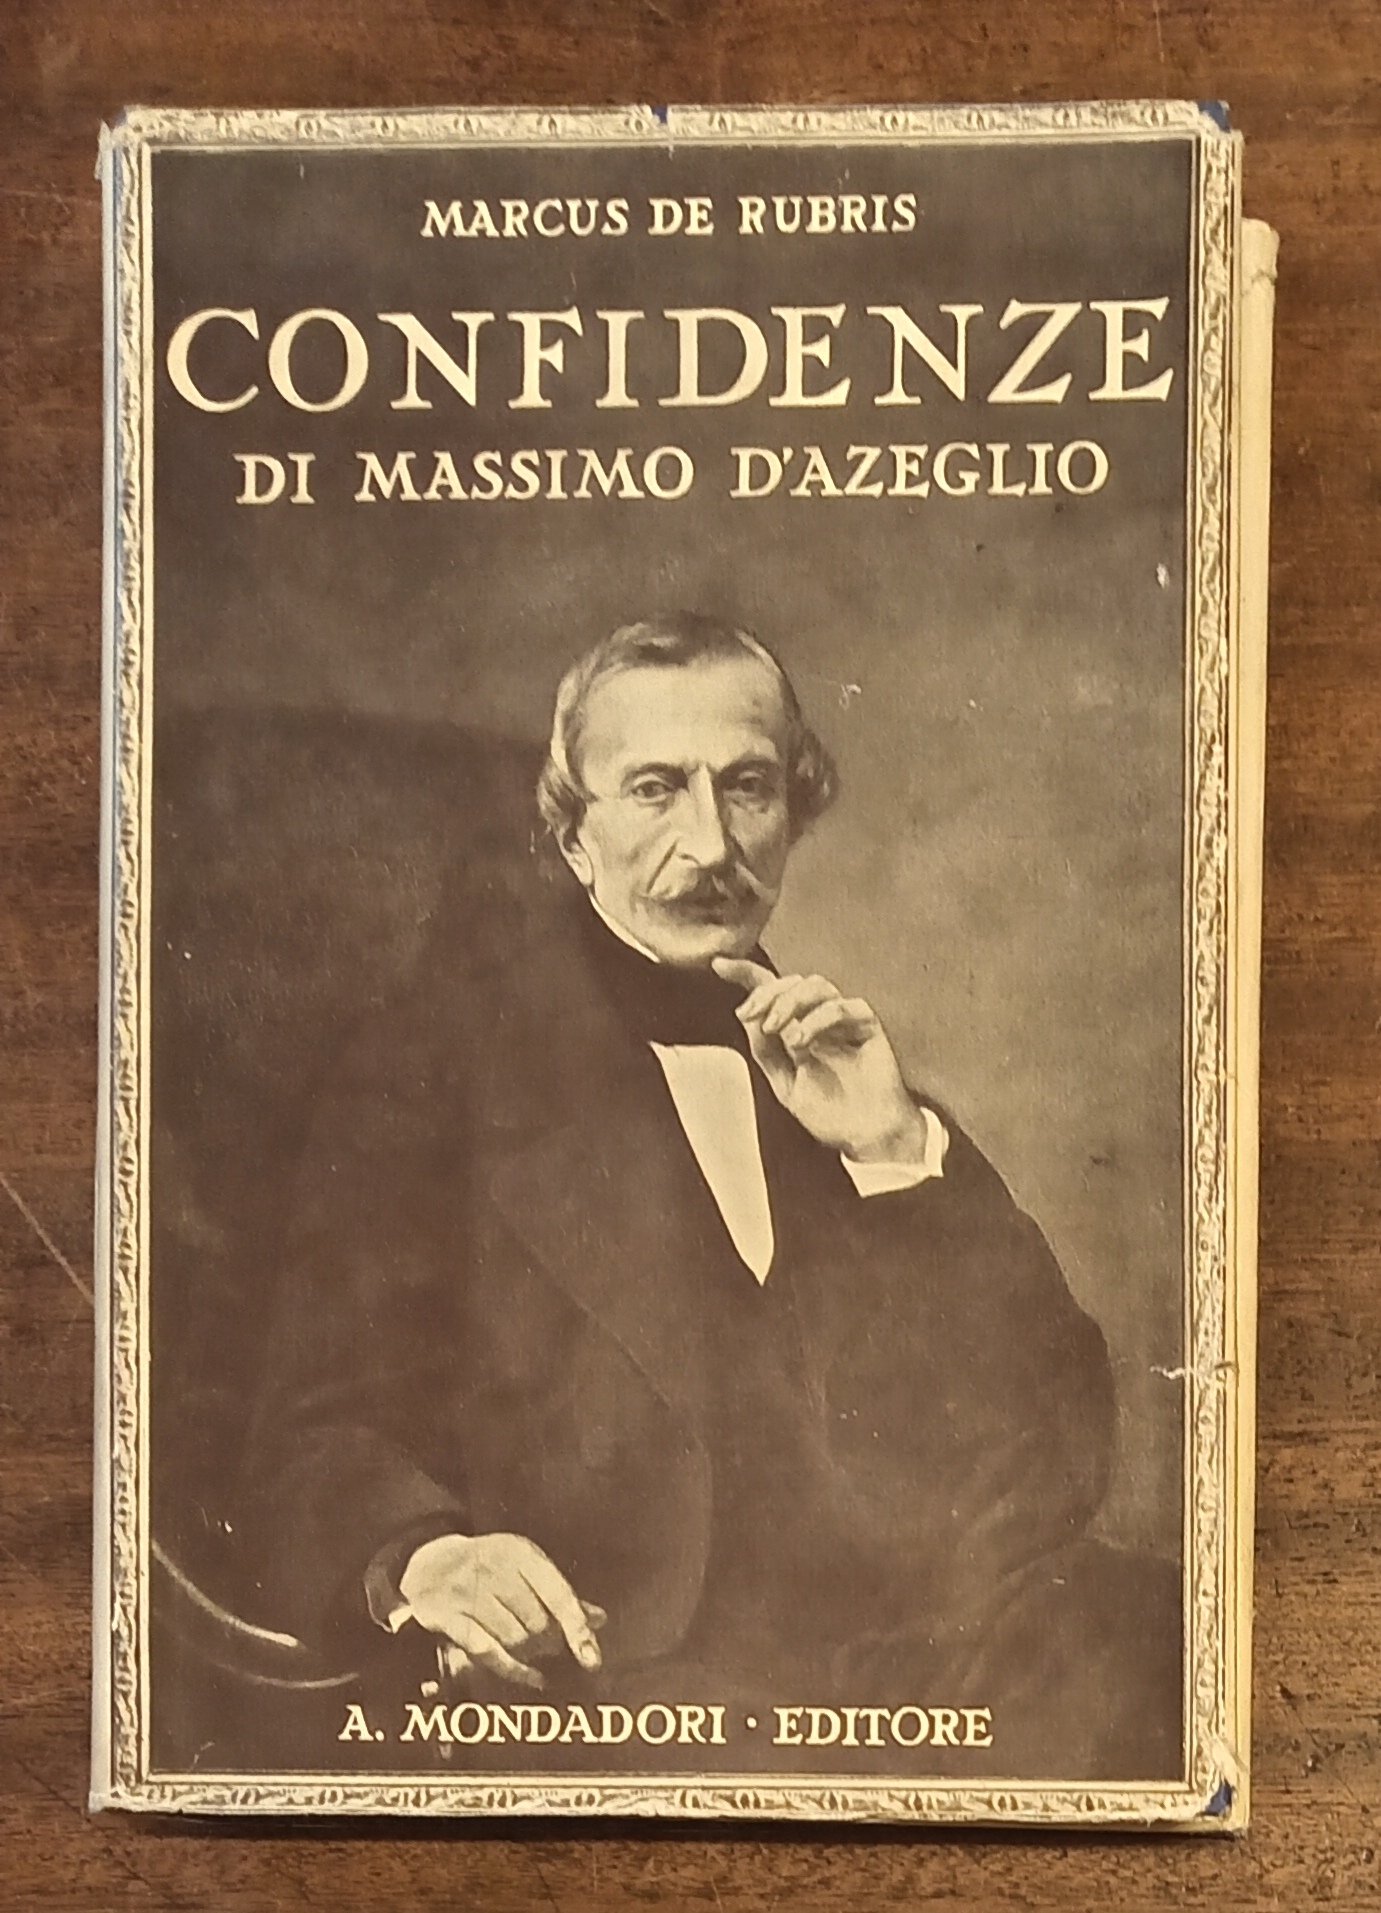 MARCUS DE RUBRIS
CONFIDENZE
DI MASSIMO D'AZEGLIO
A. MONDADORI · EDITORE